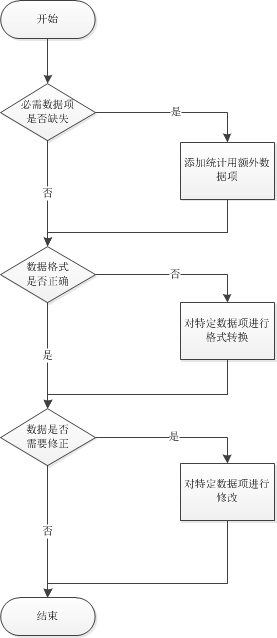 开始
必需数据项
是否缺失
是
添加统计用额外数
据项
否
数据格式
是否正确
否
对特定数据项进行
格式转换
是
数据是否
需要修正
是
对特定数据项进行
修改
否
结束